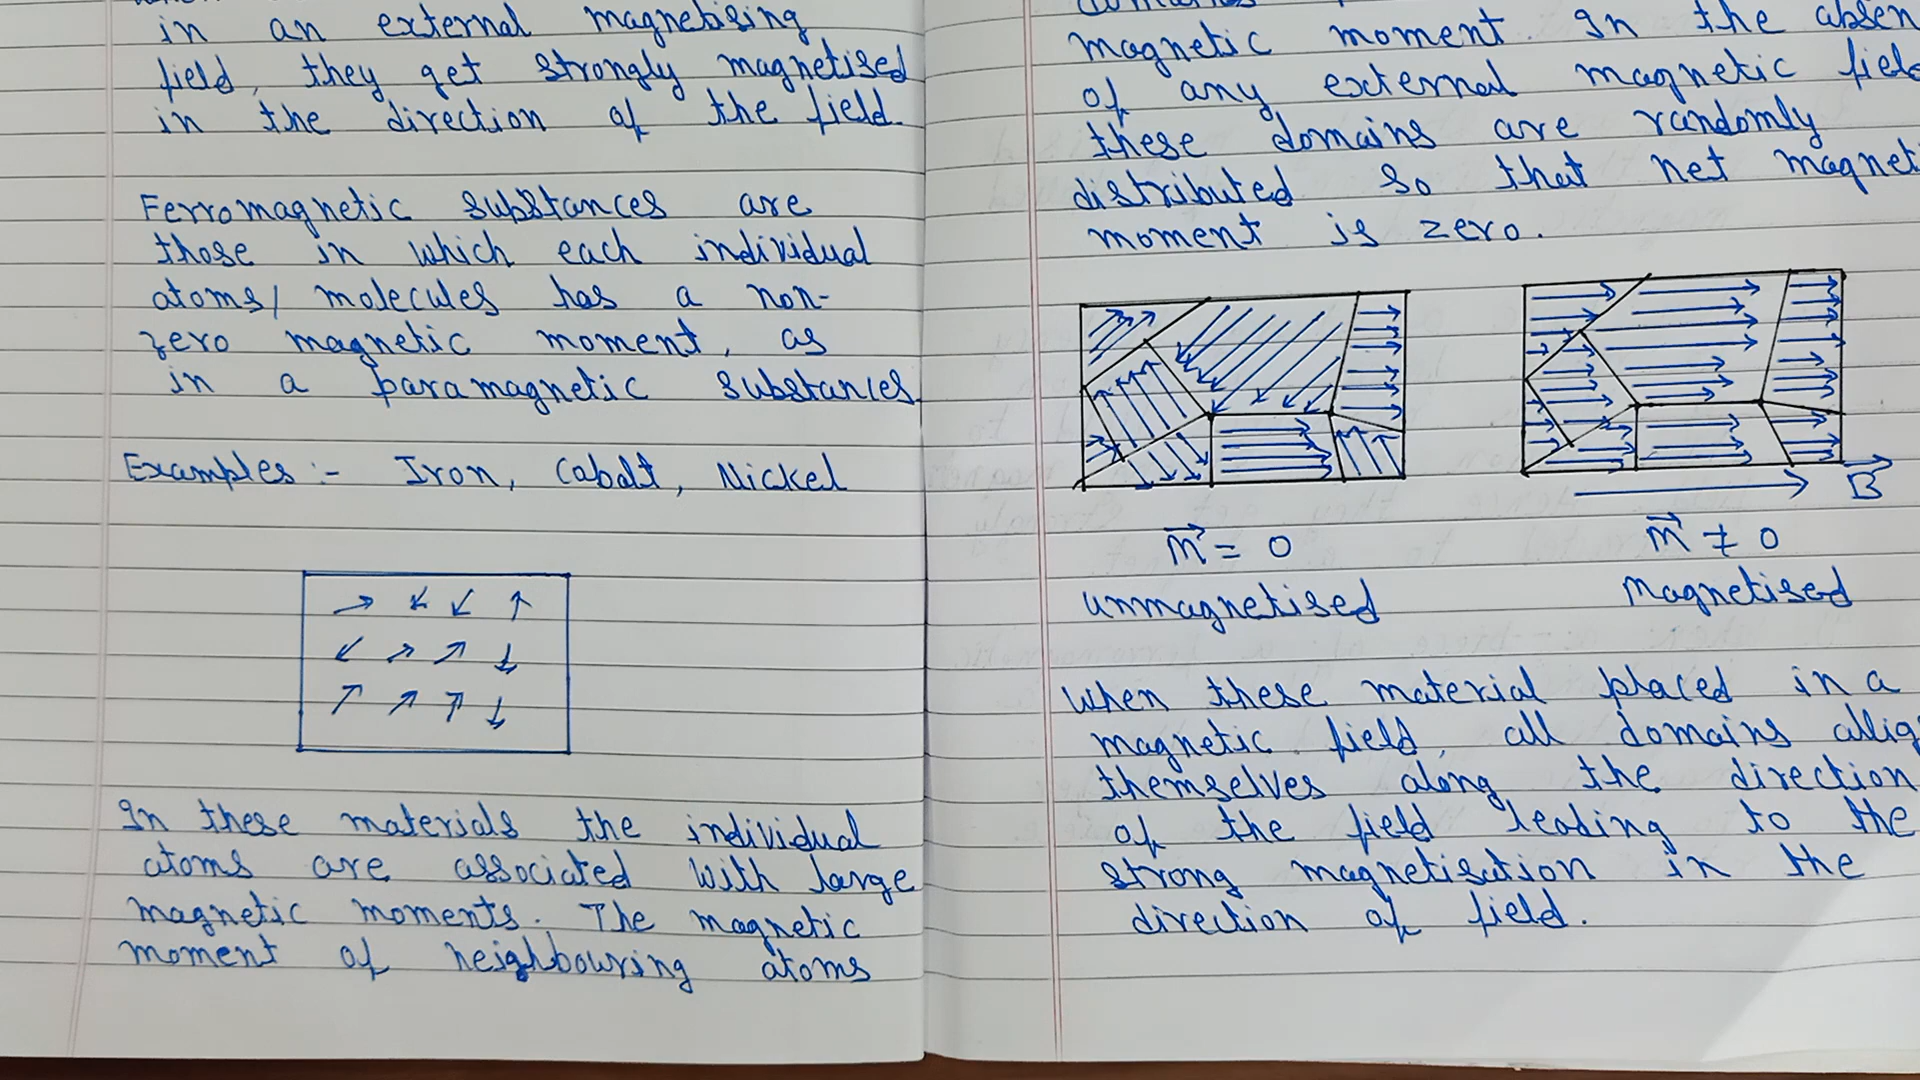 in an external magnetising
field, they get strongly magnetised
in the direction of the field.
Ferromagnetic substances are
those in which each individual
atoms/ molecules has a non-
zero magnetic moment, as
in a paramagnetic substances.
Examples :- Iron, Cobalt, Nickel
In these materials the individual
atoms are associated with large
magnetic moments. The magnetic
moment of neighbouring atoms
magnetic moment. In the absen
of any external magnetic field
these domains are randomly
distributed so that net magnet
moment is zero.
B
m = 0
m ≠ 0
unmagnetised
Magnetised
When these material placed in a
magnetic field, all domains allig
themselves along the direction
of the field leading to the
strong magnetisation in the
direction of field.